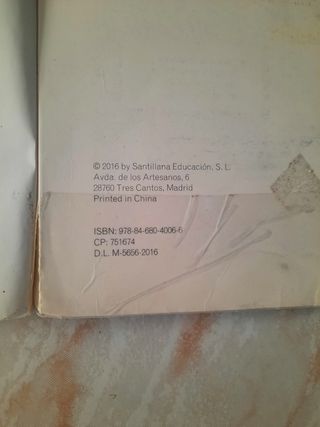 © 2016 by Santillana Educación, S. L.
Avda. de los Artesanos, 6
28760 Tres Cantos, Madrid
Printed in China
ISBN: 978-84-680-4006-6
CP: 751674
D.L. M-5656-2016